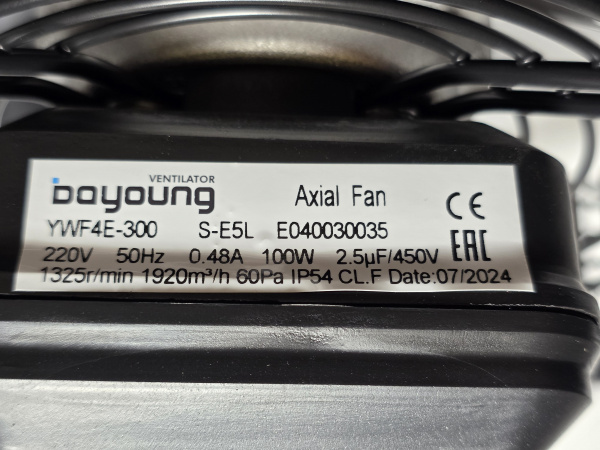 VENTILATOR
bayoung Axial Fan CE
YWF4E-300 S-E5L E040030035 EAC
220V 50Hz 0.48A 100W 2.5µF/450V
1325r/min 1920m³/h 60Pa IP54 CL.F Date:07/2024